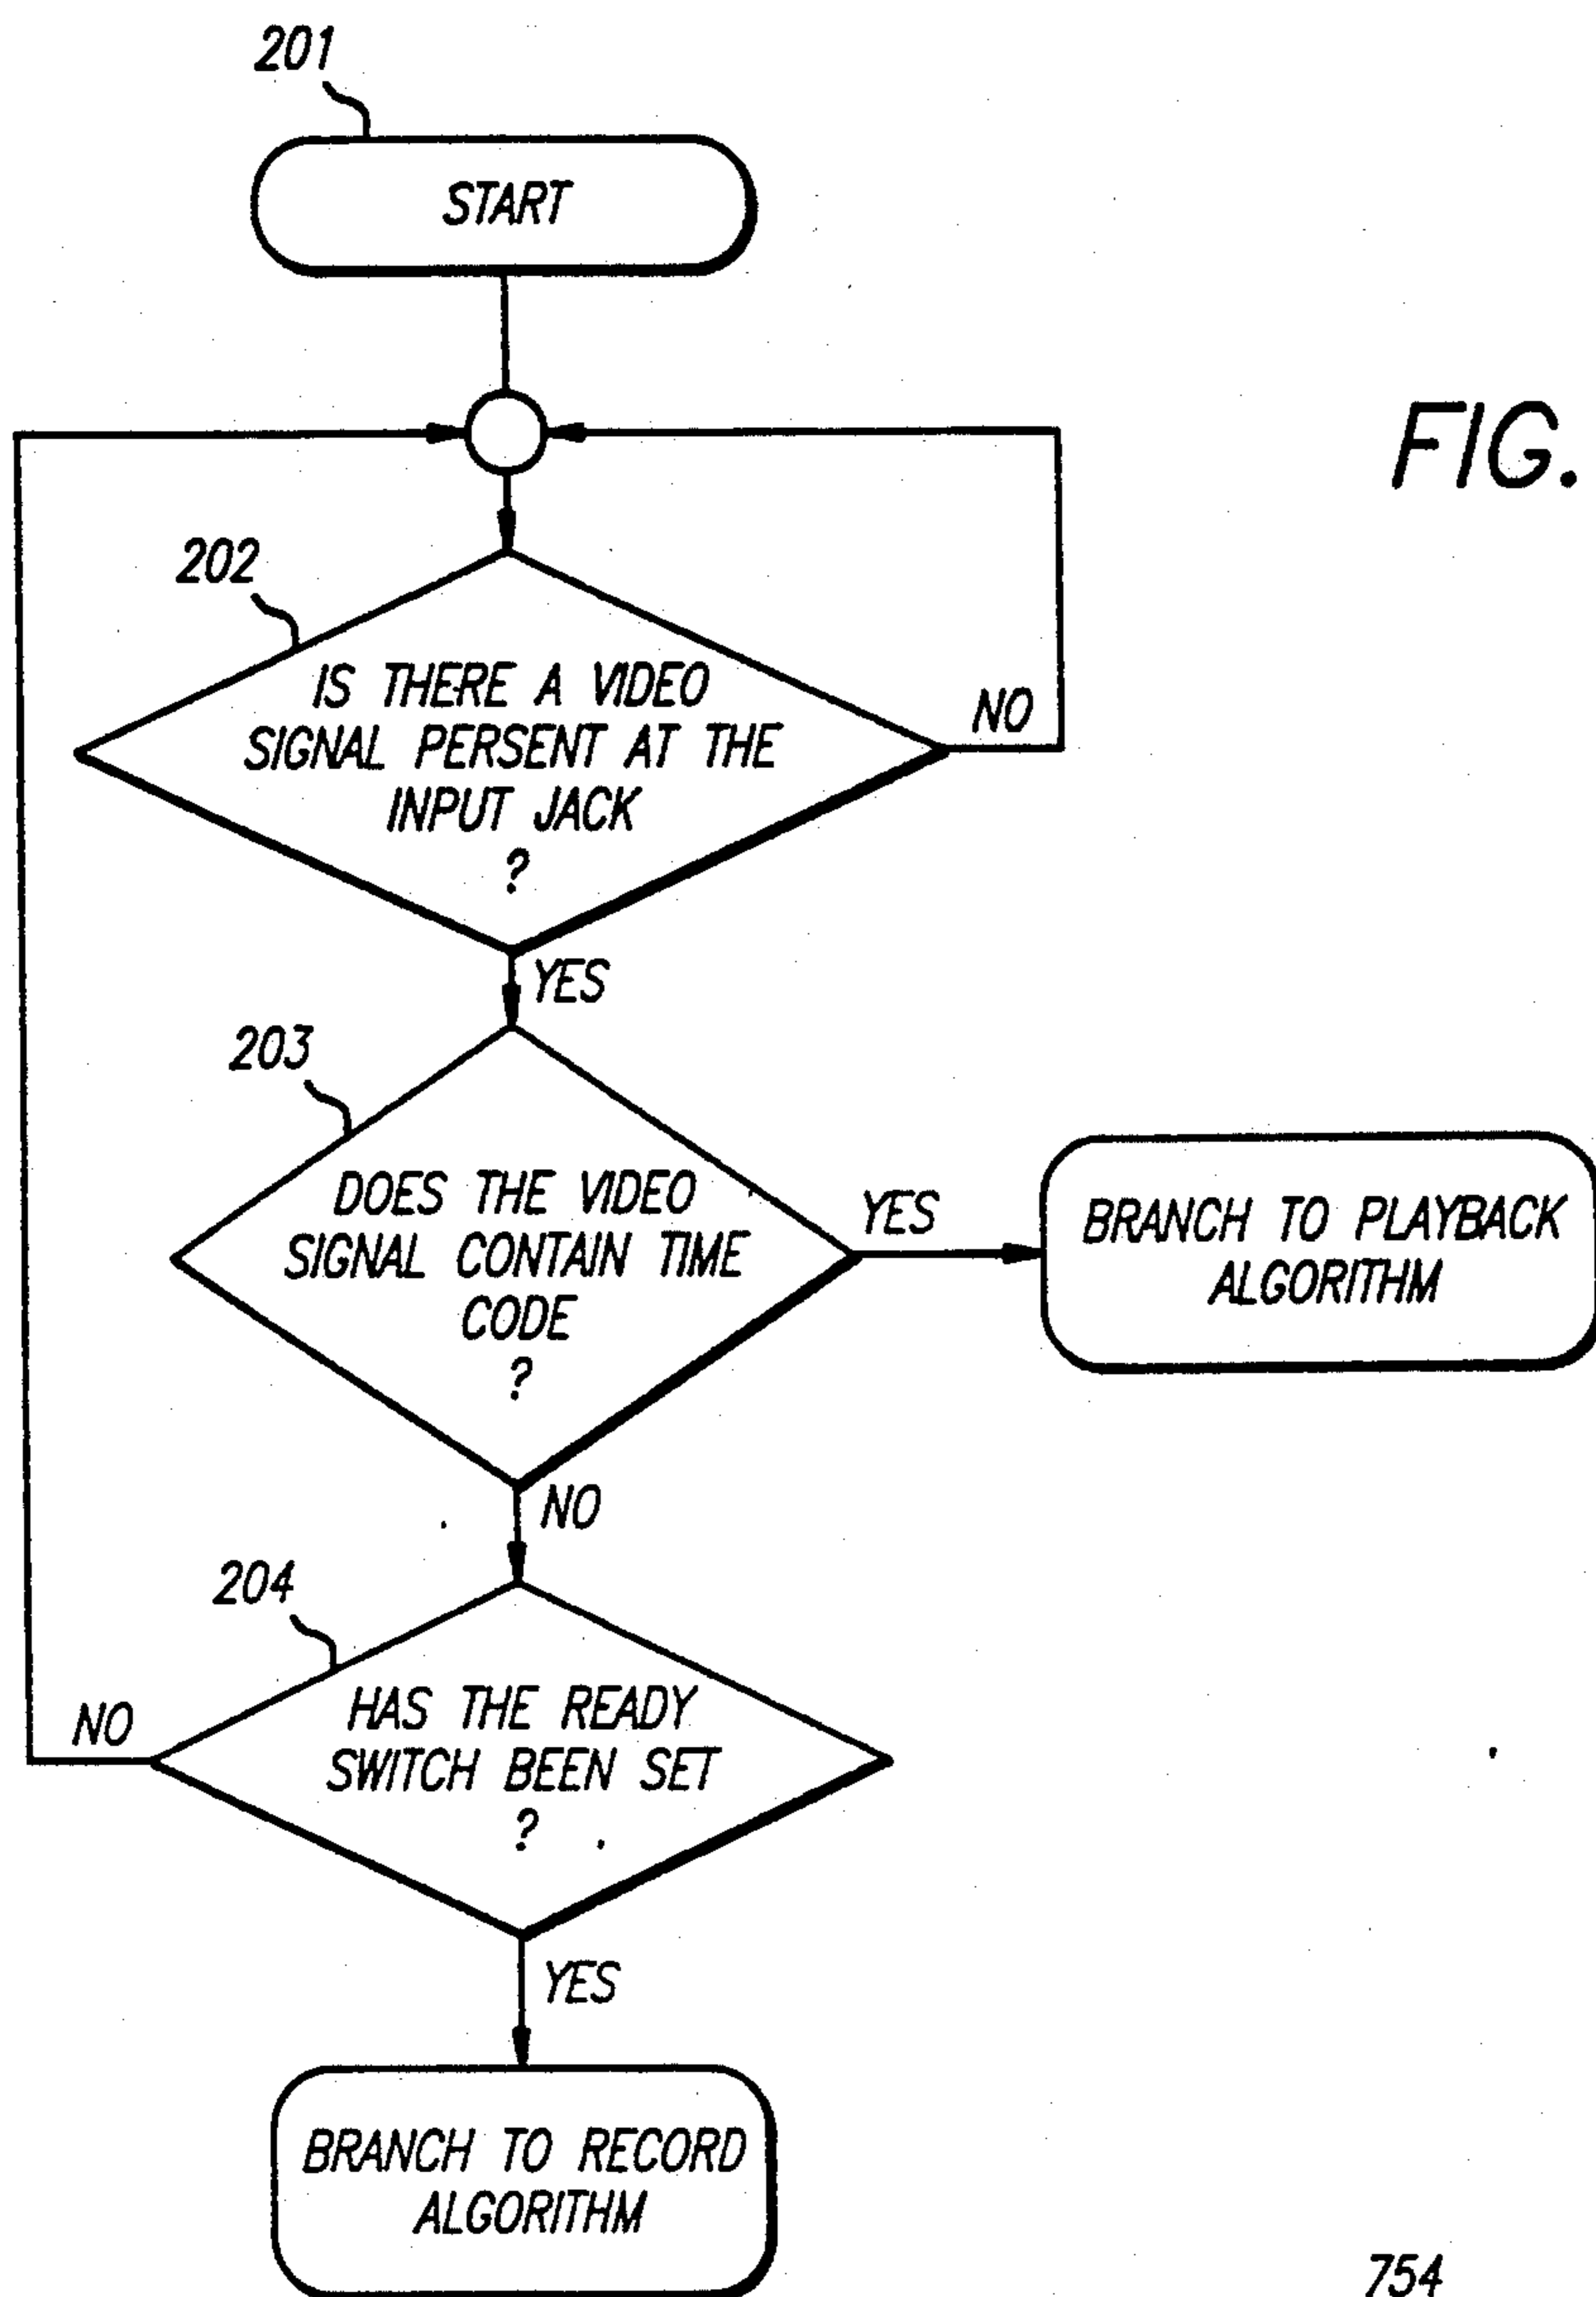 201
START
FIG.
202
IS THERE A VIDEO
SIGNAL PERSENT AT THE
INPUT JACK
?
NO
YES
203
DOES THE VIDEO
SIGNAL CONTAIN TIME
CODE
?
YES
BRANCH TO PLAYBACK
ALGORITHM
NO
204
HAS THE READY
SWITCH BEEN SET
?
NO
YES
BRANCH TO RECORD
ALGORITHM
754